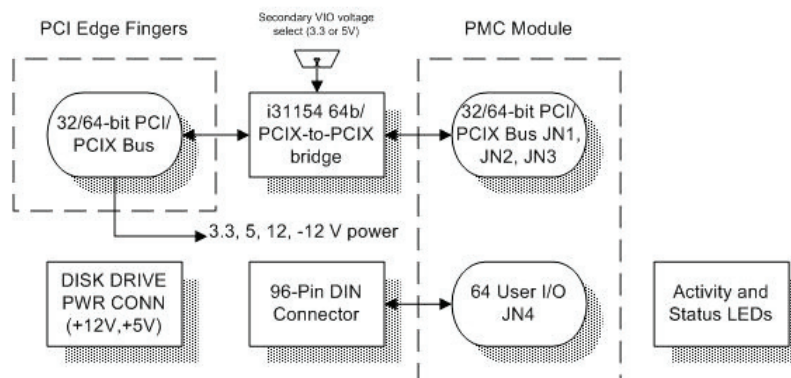 Secondary VIO voltage
select (3.3 or 5V)
PCI Edge Fingers
PMC Module
32/64-bit PCI/
PCIX Bus
i31154 64b/
PCIX-to-PCIX
bridge
32/64-bit PCI/
PCIX Bus JN1,
JN2, JN3
3.3, 5, 12, -12 V power
DISK DRIVE
PWR CONN
(+12V,+5V)
96-Pin DIN
Connector
64 User I/O
JN4
Activity and
Status LEDs